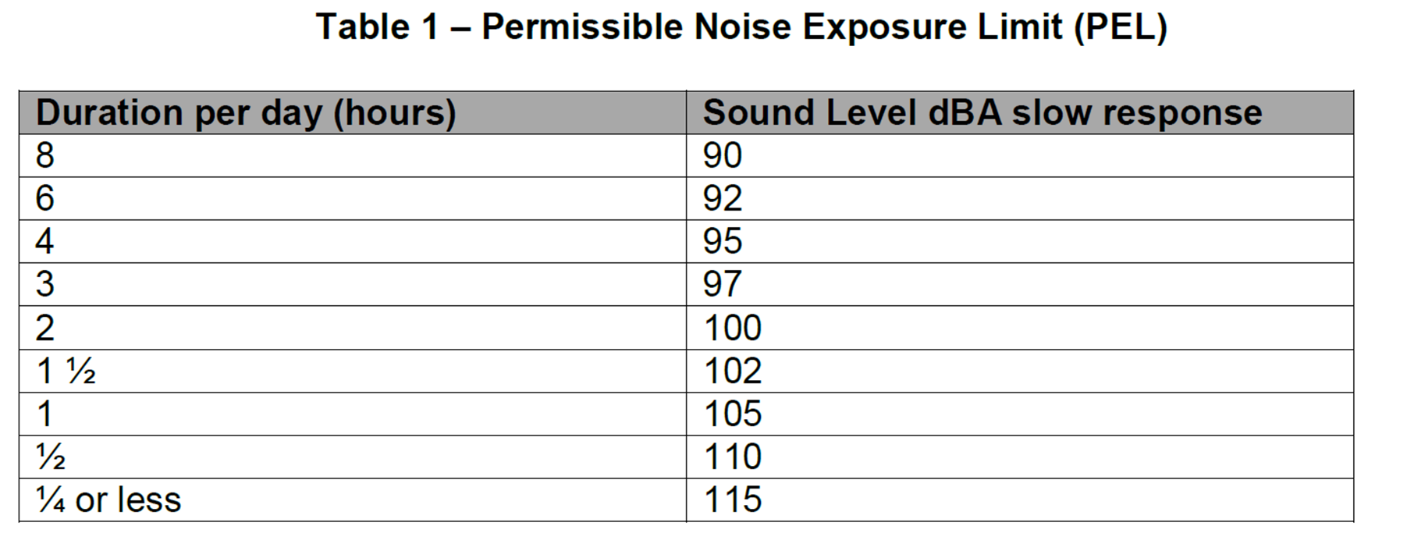 Table 1 – Permissible Noise Exposure Limit (PEL)
Duration per day (hours) Sound Level dBA slow response
8 90
6 92
4 95
3 97
2 100
1 ½ 102
1 105
½ 110
¼ or less 115